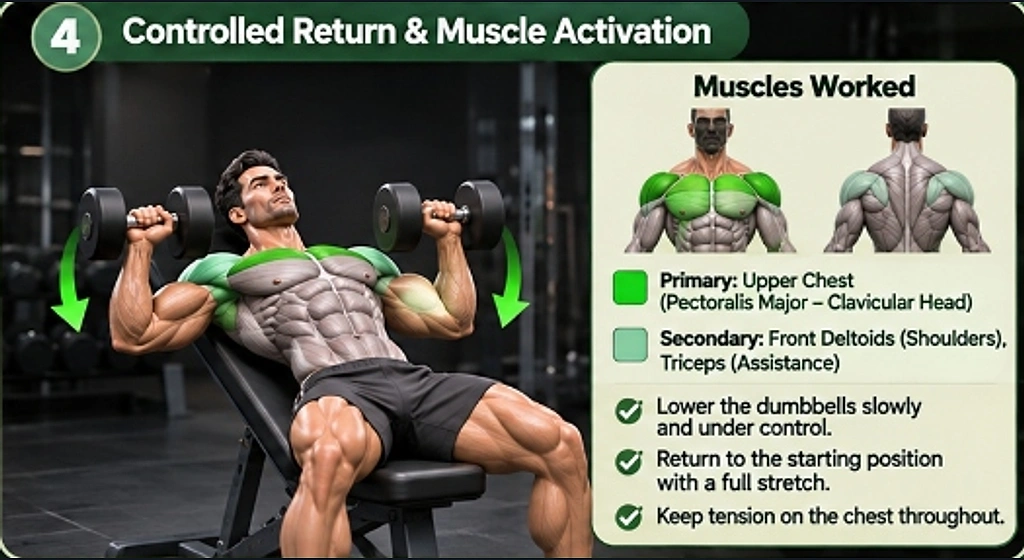 4 Controlled Return & Muscle Activation
Muscles Worked
Primary: Upper Chest
(Pectoralis Major – Clavicular Head)
Secondary: Front Deltoids (Shoulders),
Triceps (Assistance)
Lower the dumbbells slowly
and under control.
Return to the starting position
with a full stretch.
Keep tension on the chest throughout.